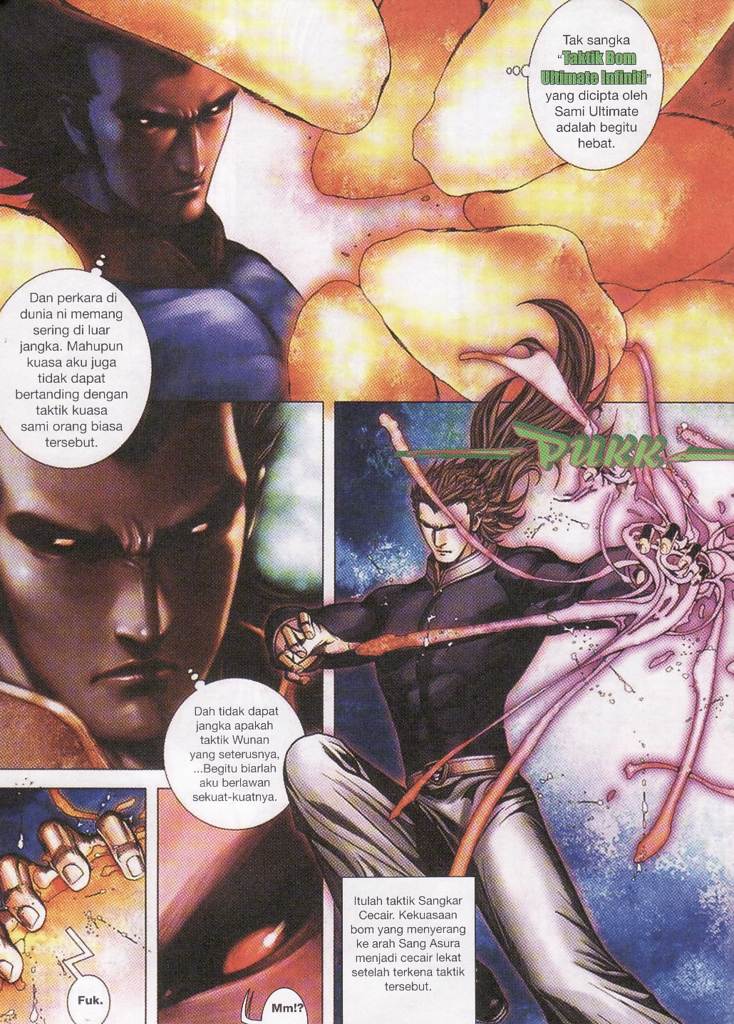 Tak sangka
"Taktik Bom
Ultimate Infiniti"
yang dicipta oleh
Sami Ultimate
adalah begitu
hebat.
Dan perkara di
dunia ni memang
sering di luar
jangka. Mahupun
kuasa aku juga
tidak dapat
bertanding dengan
taktik kuasa
sami orang biasa
tersebut.
PUKK
Dah tidak dapat
jangka apakah
taktik Wunan
yang seterusnya,
...Begitu biarlah
aku berlawan
sekuat-kuatnya.
Fuk.
Mm!?
Itulah taktik Sangkar
Cecair. Kekuasaan
bom yang menyerang
ke arah Sang Asura
menjadi cecair lekat
setelah terkena taktik
tersebut.